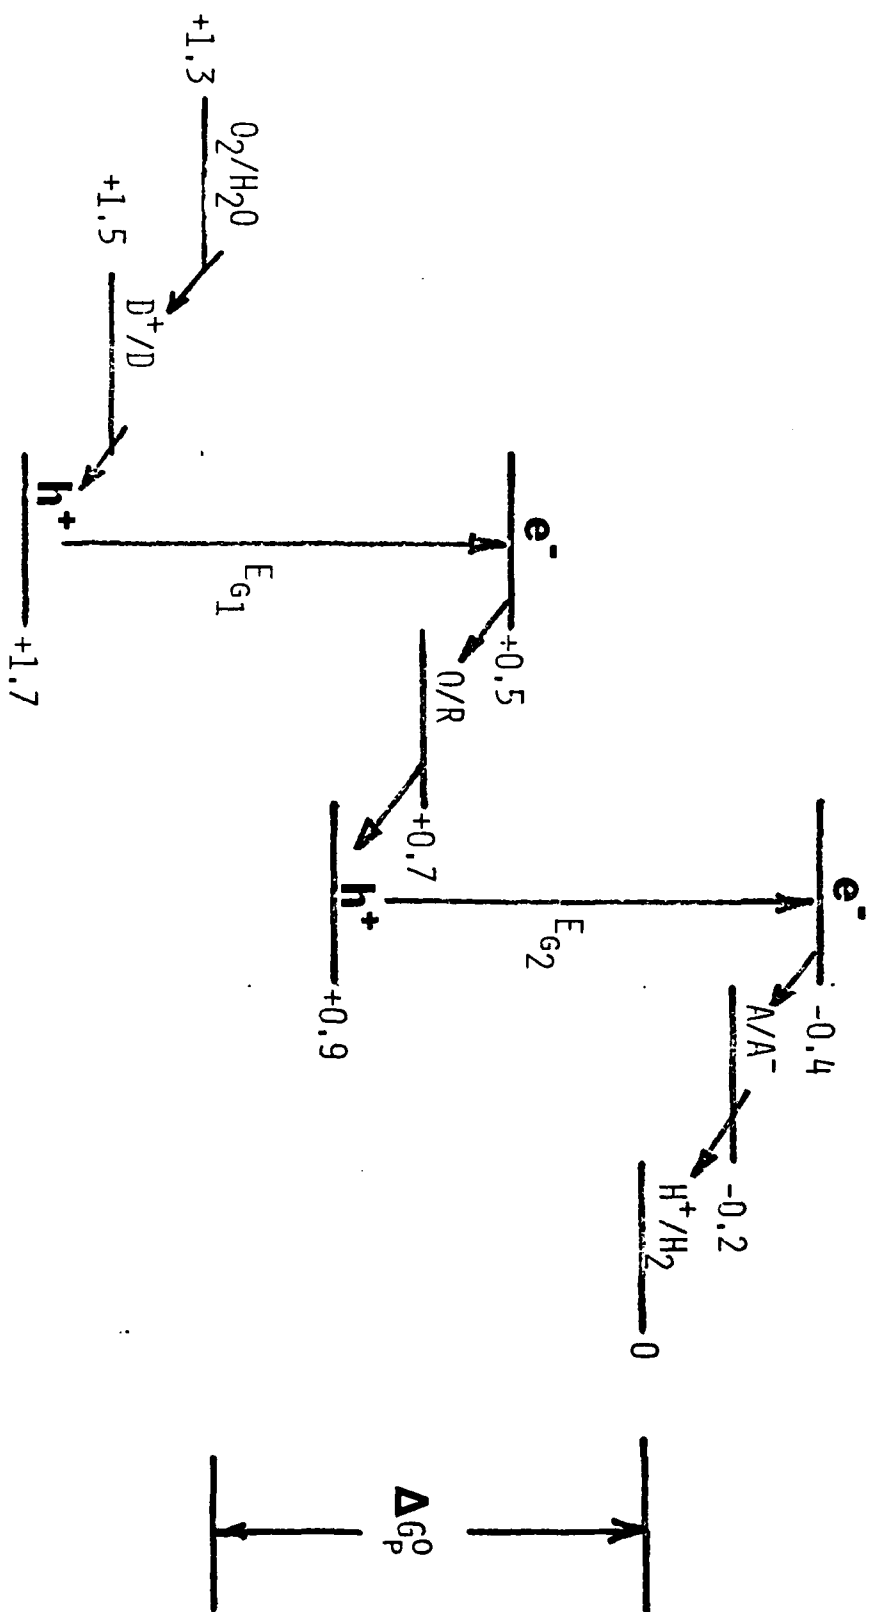 +1.3
O2/H2O
+1.5
D+/D
h+
+1.7
EG1
e-
+0.5
O/R
+0.7
h+
+0.9
EG2
e-
-0.4
A/A-
-0.2
H+/H2
0
ΔGpo